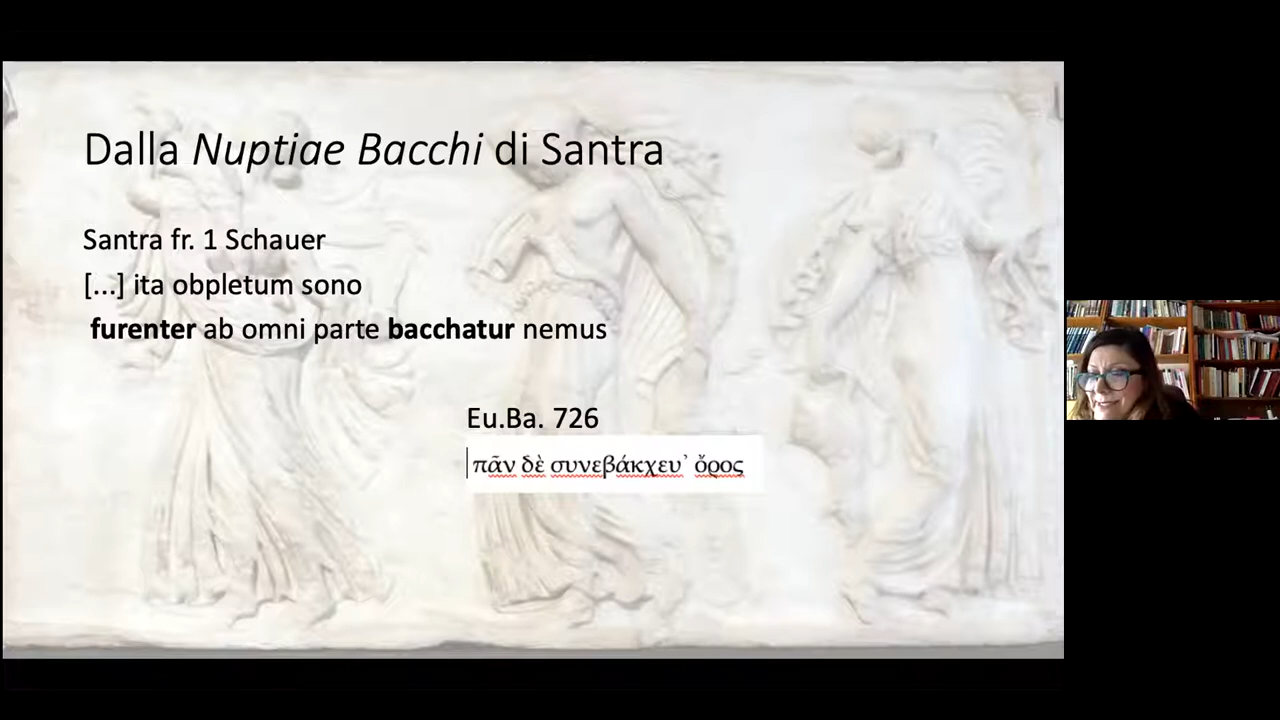 Dalla Nuptiae Bacchi di Santra
Santra fr. 1 Schauer
[...] ita obpletum sono
furenter ab omni parte bacchatur nemus
Eu.Ba. 726
πᾶν δὲ συνεβάκχευ’ ὄρος